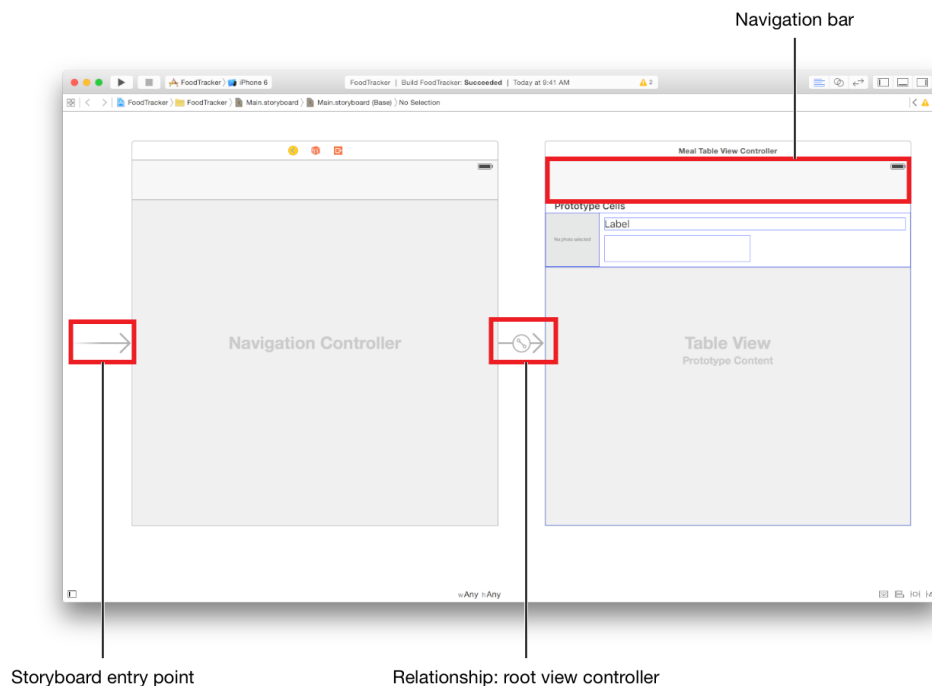 Navigation bar
FoodTracker iPhone 6 FoodTracker | Build FoodTracker: Succeeded | Today at 9:41 AM 2
FoodTracker FoodTracker Main.storyboard Main.storyboard (Base) No Selection
Meal Table View Controller
Prototype Cells
Label
No photo selected
Navigation Controller
Table View
Prototype Content
wAny hAny
Storyboard entry point
Relationship: root view controller